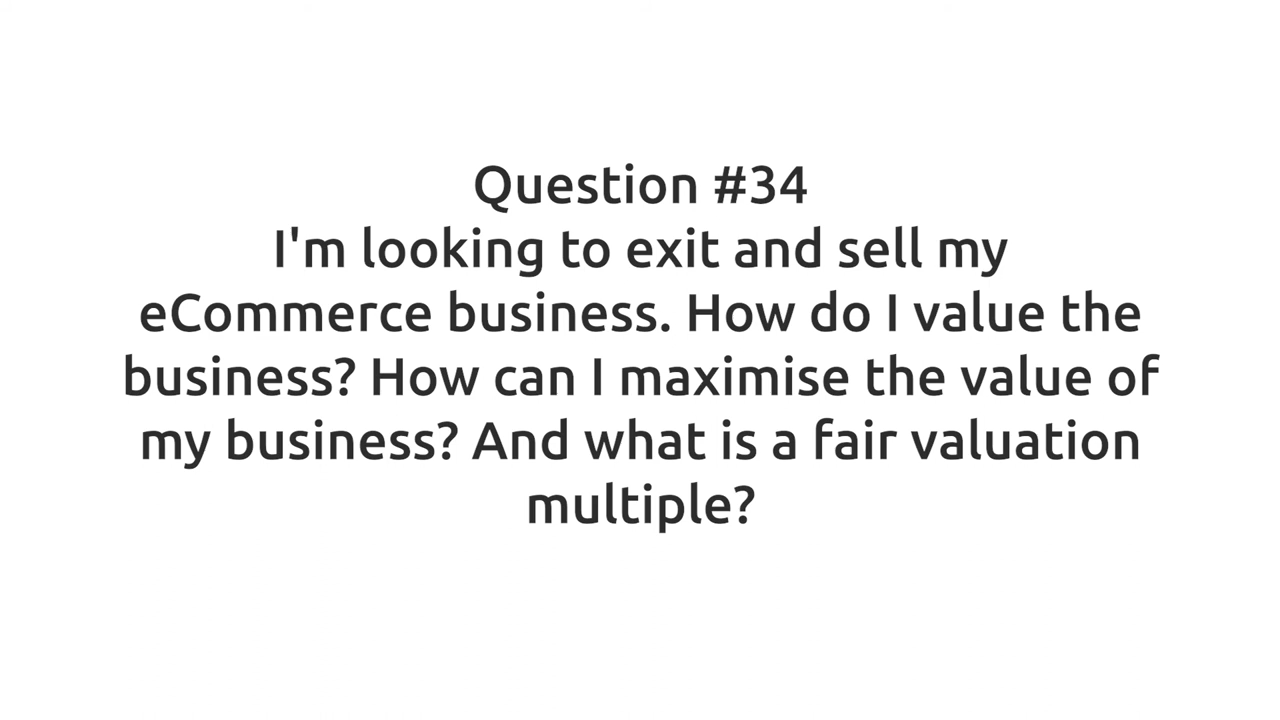 Question #34
I'm looking to exit and sell my
eCommerce business. How do I value the
business? How can I maximise the value of
my business? And what is a fair valuation
multiple?